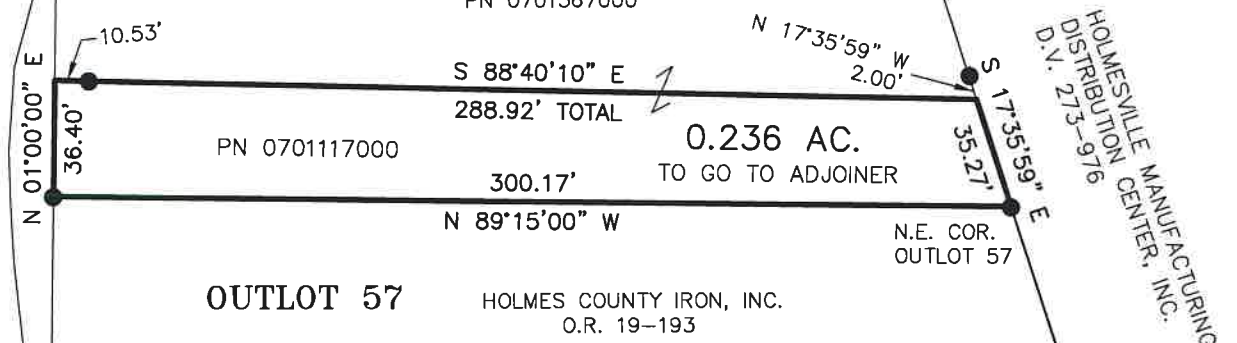 PN 0701367000
10.53'
N 17°35'59" W
2.00'
S 88°40'10" E
288.92' TOTAL
N 01°00'00" E
36.40'
PN 0701117000
0.236 AC.
TO GO TO ADJOINER
S 17°35'59" E
35.27'
HOLMESVILLE MANUFACTURING
DISTRIBUTION CENTER, INC.
D.V. 273-976
300.17'
N 89°15'00" W
N.E. COR.
OUTLOT 57
OUTLOT 57
HOLMES COUNTY IRON, INC.
O.R. 19-193